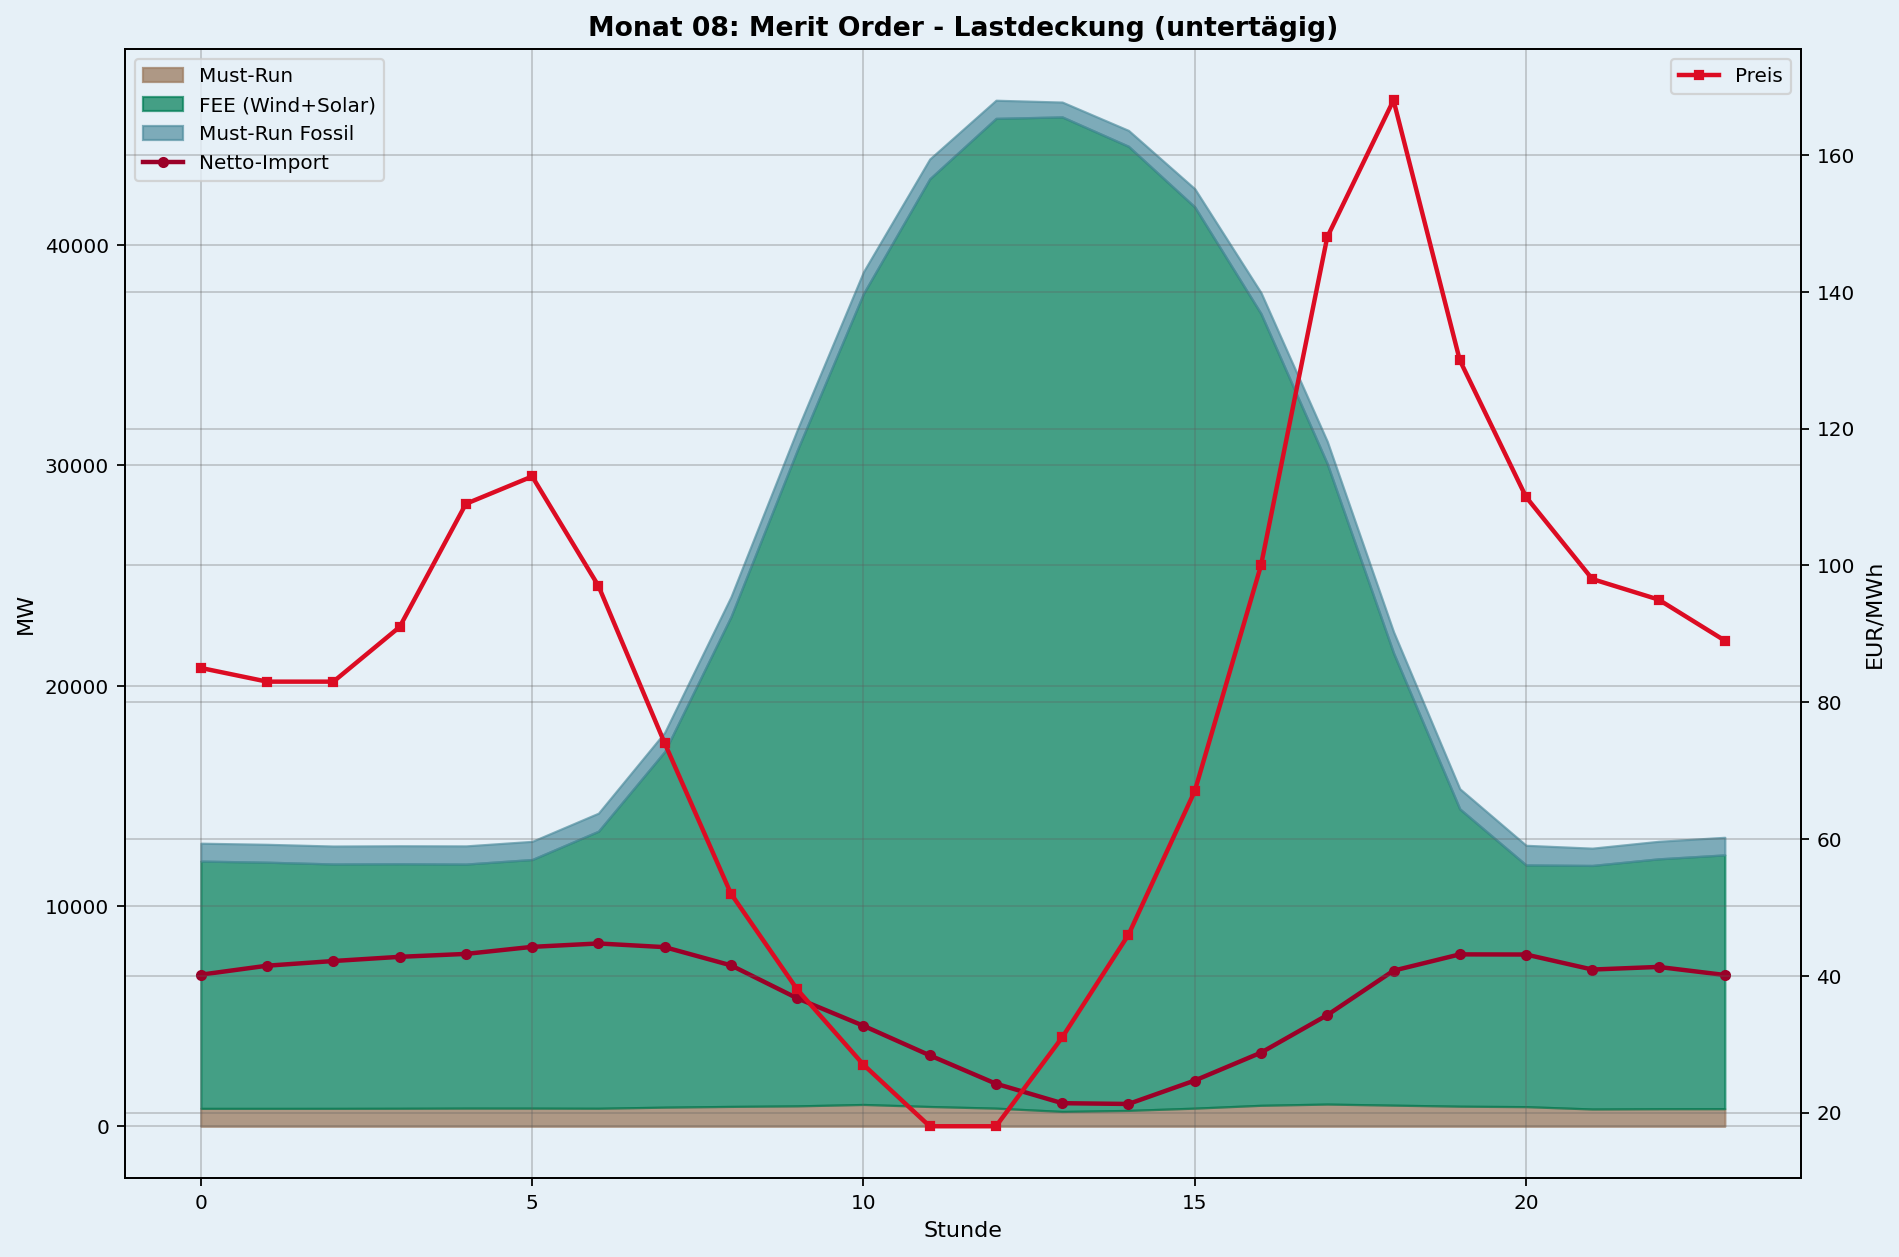 Monat 08: Merit Order - Lastdeckung (untertägig)
Must-Run
FEE (Wind+Solar)
Must-Run Fossil
Netto-Import
Preis
MW
40000
30000
20000
10000
0
160
140
120
100
80
60
40
20
EUR/MWh
0 5 10 15 20
Stunde